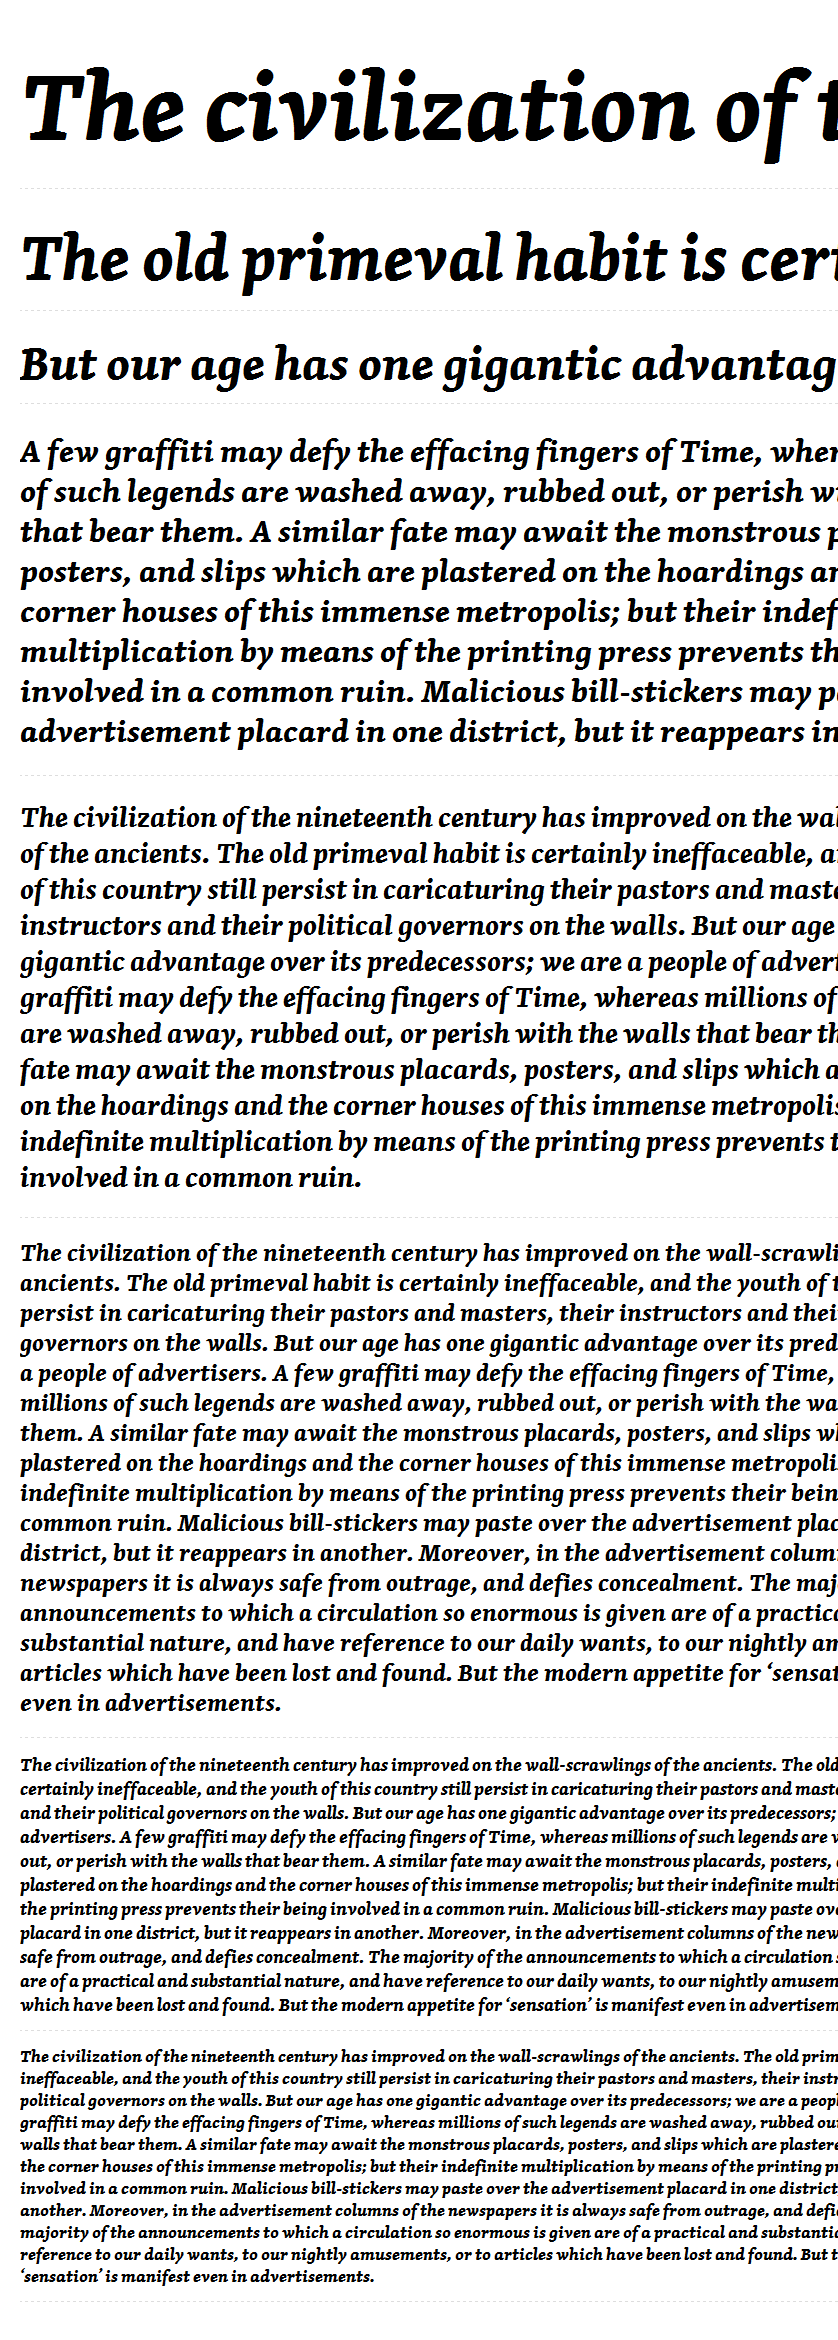 The civilization of t
The old primeval habit is cert
But our age has one gigantic advantag
A few graffiti may defy the effacing fingers of Time, wher
of such legends are washed away, rubbed out, or perish wi
that bear them. A similar fate may await the monstrous p
posters, and slips which are plastered on the hoardings an
corner houses of this immense metropolis; but their indef
multiplication by means of the printing press prevents th
involved in a common ruin. Malicious bill-stickers may pa
advertisement placard in one district, but it reappears in
The civilization of the nineteenth century has improved on the wal
of the ancients. The old primeval habit is certainly ineffaceable, a
of this country still persist in caricaturing their pastors and maste
instructors and their political governors on the walls. But our age
gigantic advantage over its predecessors; we are a people of advert
graffiti may defy the effacing fingers of Time, whereas millions of
are washed away, rubbed out, or perish with the walls that bear th
fate may await the monstrous placards, posters, and slips which a
on the hoardings and the corner houses of this immense metropolis
indefinite multiplication by means of the printing press prevents t
involved in a common ruin.
The civilization of the nineteenth century has improved on the wall-scrawli
ancients. The old primeval habit is certainly ineffaceable, and the youth of t
persist in caricaturing their pastors and masters, their instructors and thei
governors on the walls. But our age has one gigantic advantage over its pred
a people of advertisers. A few graffiti may defy the effacing fingers of Time,
millions of such legends are washed away, rubbed out, or perish with the wa
them. A similar fate may await the monstrous placards, posters, and slips wh
plastered on the hoardings and the corner houses of this immense metropoli
indefinite multiplication by means of the printing press prevents their bein
common ruin. Malicious bill-stickers may paste over the advertisement plac
district, but it reappears in another. Moreover, in the advertisement colum
newspapers it is always safe from outrage, and defies concealment. The maj
announcements to which a circulation so enormous is given are of a practica
substantial nature, and have reference to our daily wants, to our nightly am
articles which have been lost and found. But the modern appetite for ‘sensat
even in advertisements.
The civilization of the nineteenth century has improved on the wall-scrawlings of the ancients. The old
certainly ineffaceable, and the youth of this country still persist in caricaturing their pastors and maste
and their political governors on the walls. But our age has one gigantic advantage over its predecessors;
advertisers. A few graffiti may defy the effacing fingers of Time, whereas millions of such legends are w
out, or perish with the walls that bear them. A similar fate may await the monstrous placards, posters, a
plastered on the hoardings and the corner houses of this immense metropolis; but their indefinite multi
the printing press prevents their being involved in a common ruin. Malicious bill-stickers may paste ove
placard in one district, but it reappears in another. Moreover, in the advertisement columns of the new
safe from outrage, and defies concealment. The majority of the announcements to which a circulation s
are of a practical and substantial nature, and have reference to our daily wants, to our nightly amusem
which have been lost and found. But the modern appetite for ‘sensation’ is manifest even in advertisem
The civilization of the nineteenth century has improved on the wall-scrawlings of the ancients. The old prim
ineffaceable, and the youth of this country still persist in caricaturing their pastors and masters, their instr
political governors on the walls. But our age has one gigantic advantage over its predecessors; we are a peopl
graffiti may defy the effacing fingers of Time, whereas millions of such legends are washed away, rubbed ou
walls that bear them. A similar fate may await the monstrous placards, posters, and slips which are plastere
the corner houses of this immense metropolis; but their indefinite multiplication by means of the printing pr
involved in a common ruin. Malicious bill-stickers may paste over the advertisement placard in one district,
another. Moreover, in the advertisement columns of the newspapers it is always safe from outrage, and defie
majority of the announcements to which a circulation so enormous is given are of a practical and substantia
reference to our daily wants, to our nightly amusements, or to articles which have been lost and found. But t
‘sensation’ is manifest even in advertisements.